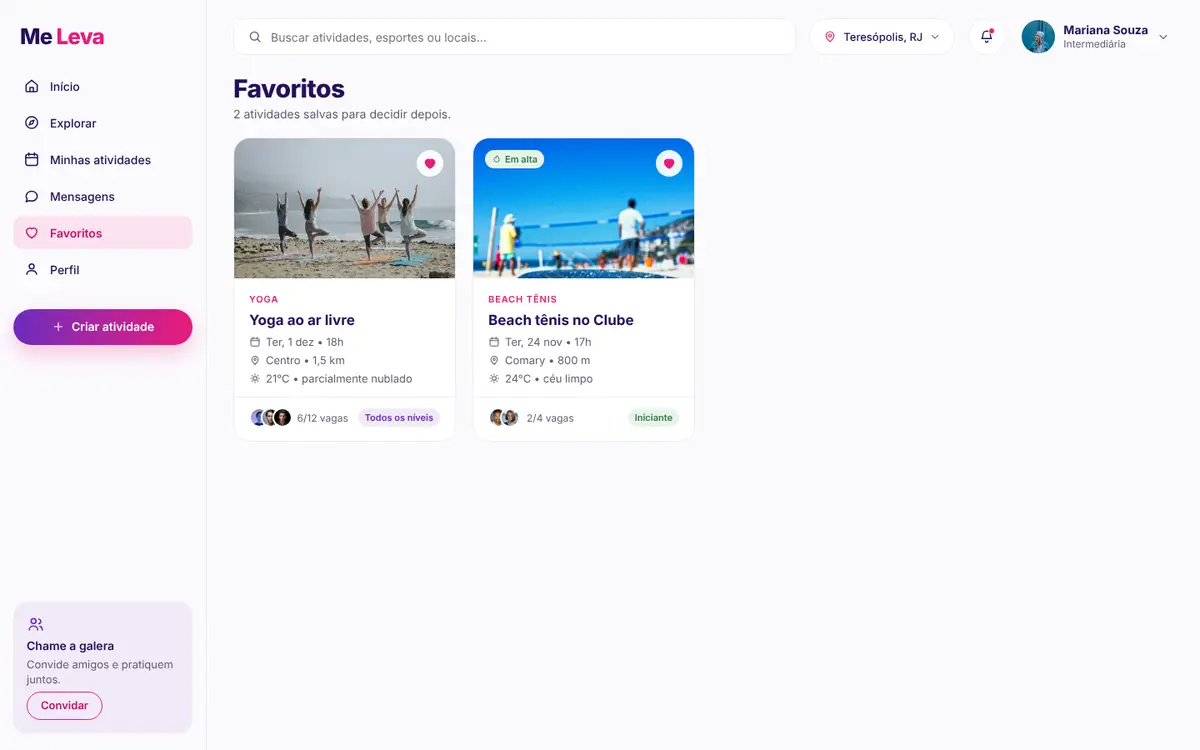 Me Leva
Início
Explorar
Minhas atividades
Mensagens
Favoritos
Perfil
+ Criar atividade
Chame a galera
Convide amigos e pratiquem
juntos.
Convidar
Buscar atividades, esportes ou locais...
Teresópolis, RJ
Mariana Souza
Intermediária
Favoritos
2 atividades salvas para decidir depois.
YOGA
Yoga ao ar livre
Ter, 1 dez • 18h
Centro • 1,5 km
21°C • parcialmente nublado
6/12 vagas
Todos os níveis
Em alta
BEACH TÊNIS
Beach tênis no Clube
Ter, 24 nov • 17h
Comary • 800 m
24°C • céu limpo
2/4 vagas
Iniciante